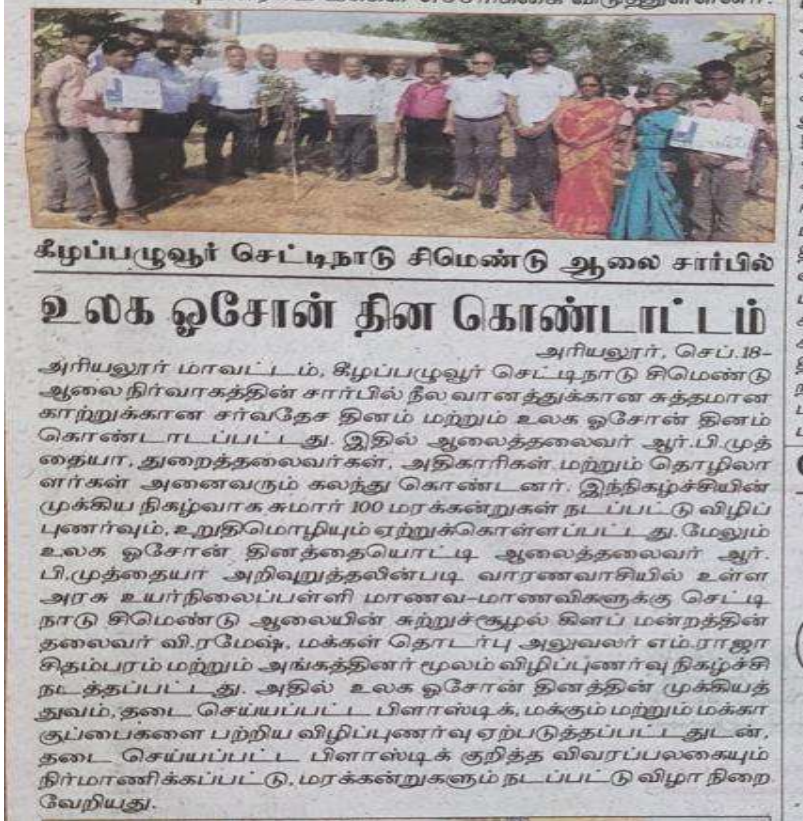 கீழப்பழுவூர் செட்டிநாடு சிமெண்டு ஆலை சார்பில்
உலக ஓசோன் தின கொண்டாட்டம்
அரியலூர், செப்.18-
அரியலூர் மாவட்டம், கீழப்பழுவூர் செட்டிநாடு சிமெண்டு
ஆலை நிர்வாகத்தின் சார்பில் நீல வானத்துக்கான சுத்தமான
காற்றுக்கான சர்வதேச தினம் மற்றும் உலக ஓசோன் தினம்
கொண்டாடப்பட்டது. இதில் ஆலைத்தலைவர் ஆர்.பி.முத்
தையா, துறைத்தலைவர்கள், அதிகாரிகள் மற்றும் தொழிலா
ளர்கள் அனைவரும் கலந்து கொண்டனர். இந்நிகழ்ச்சியின்
முக்கிய நிகழ்வாக சுமார் 100 மரக்கன்றுகள் நடப்பட்டு விழிப்
புணர்வும், உறுதிமொழியும் ஏற்றுக்கொள்ளப்பட்டது. மேலும்
உலக ஓசோன் தினத்தையொட்டி ஆலைத்தலைவர் ஆர்.
பி.முத்தையார் அறிவுறுத்தலின்படி வாரணவாசியில் உள்ள
அரசு உயர்நிலைப்பள்ளி மாணவ-மாணவிகளுக்கு செட்டி
நாடு சிமெண்டு ஆலையின் சுற்றுச்சூழல் கிளப் மன்றத்தின்
தலைவர் வி.ரமேஷ், மக்கள் தொடர்பு அலுவலர் எம்.ராஜா
சிதம்பரம் மற்றும் அங்கத்தினர் மூலம் விழிப்புணர்வு நிகழ்ச்சி
நடத்தப்பட்டது. அதில் உலக ஓசோன் தினத்தின் முக்கியத்
துவம், தடை செய்யப்பட்ட பிளாஸ்டிக், மக்கும் மற்றும் மக்கா
குப்பைகளை பற்றிய விழிப்புணர்வு ஏற்படுத்தப்பட்டதுடன்,
தடை செய்யப்பட்ட பிளாஸ்டிக் குறித்த விவரப்பலகையும்
நிர்மாணிக்கப்பட்டு, மரக்கன்றுகளும் நடப்பட்டு விழா நிறை
வேறியது.